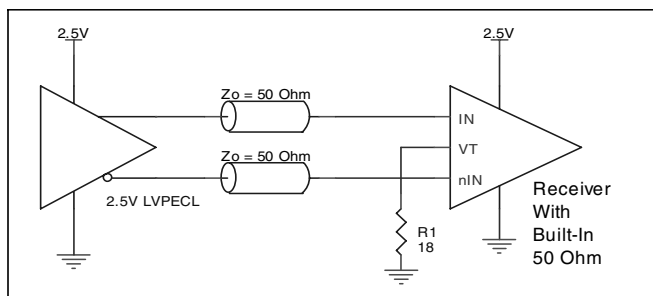 2.5V
2.5V
Zo = 50 Ohm
IN
VT
Zo = 50 Ohm
nIN
2.5V LVPECL
R1
18
Receiver
With
Built-In
50 Ohm